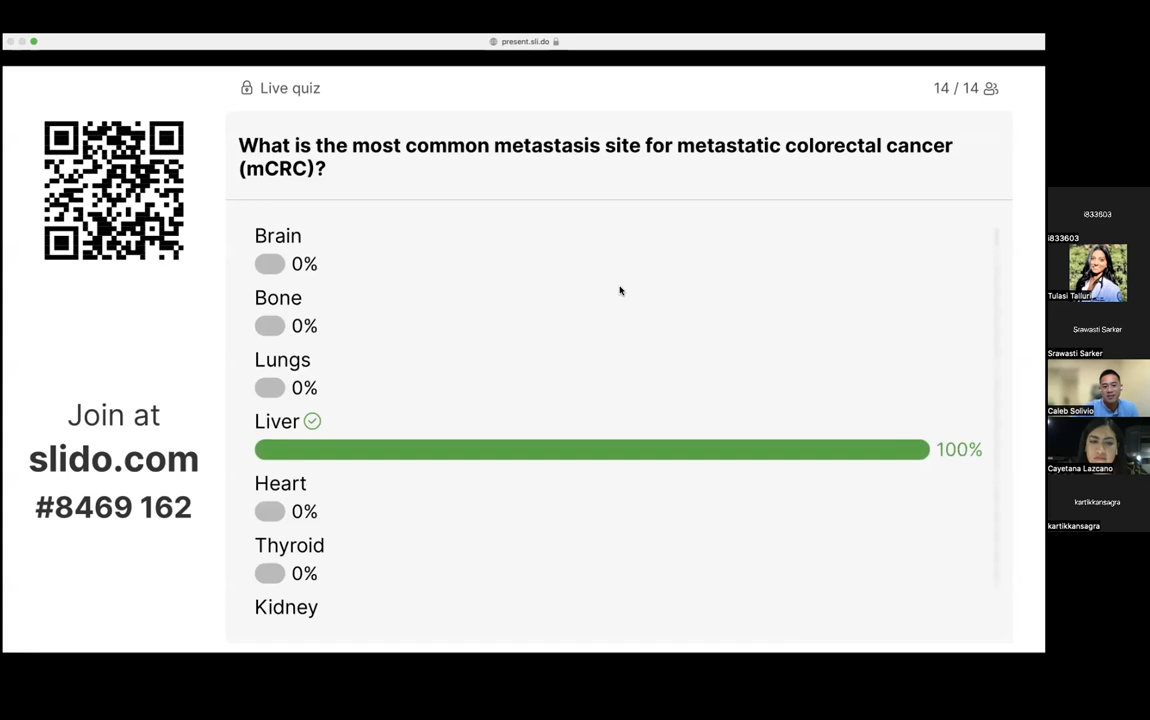 present.sli.do
Live quiz
14 / 14
What is the most common metastasis site for metastatic colorectal cancer
(mCRC)?
Brain
0%
Bone
0%
Lungs
0%
Liver
100%
Heart
0%
Thyroid
0%
Kidney
Join at
slido.com
#8469 162
i833603
i833603
Tulasi Talluri
Srawasti Sarker
Srawasti Sarker
Caleb Solivio
Cayetana Lazcano
kartikkansagra
kartikkansagra